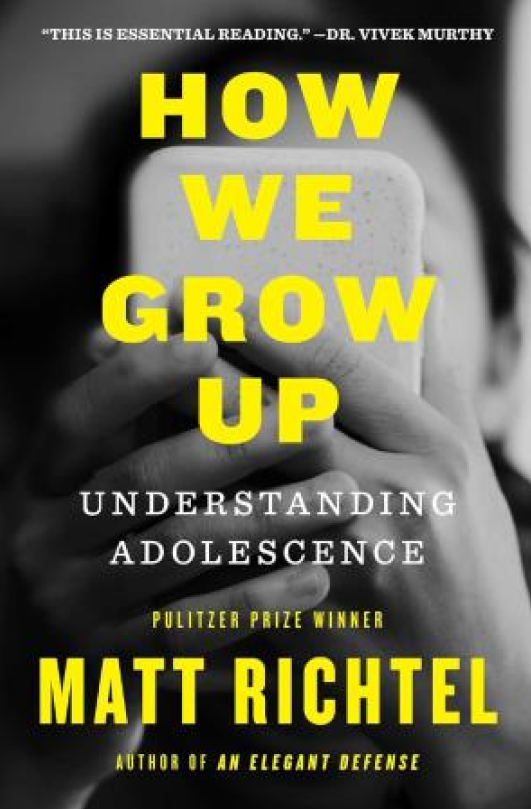 “THIS IS ESSENTIAL READING.” —DR. VIVEK MURTHY
HOW
WE
GROW
UP
UNDERSTANDING
ADOLESCENCE
PULITZER PRIZE WINNER
MATT RICHTEL
AUTHOR OF AN ELEGANT DEFENSE